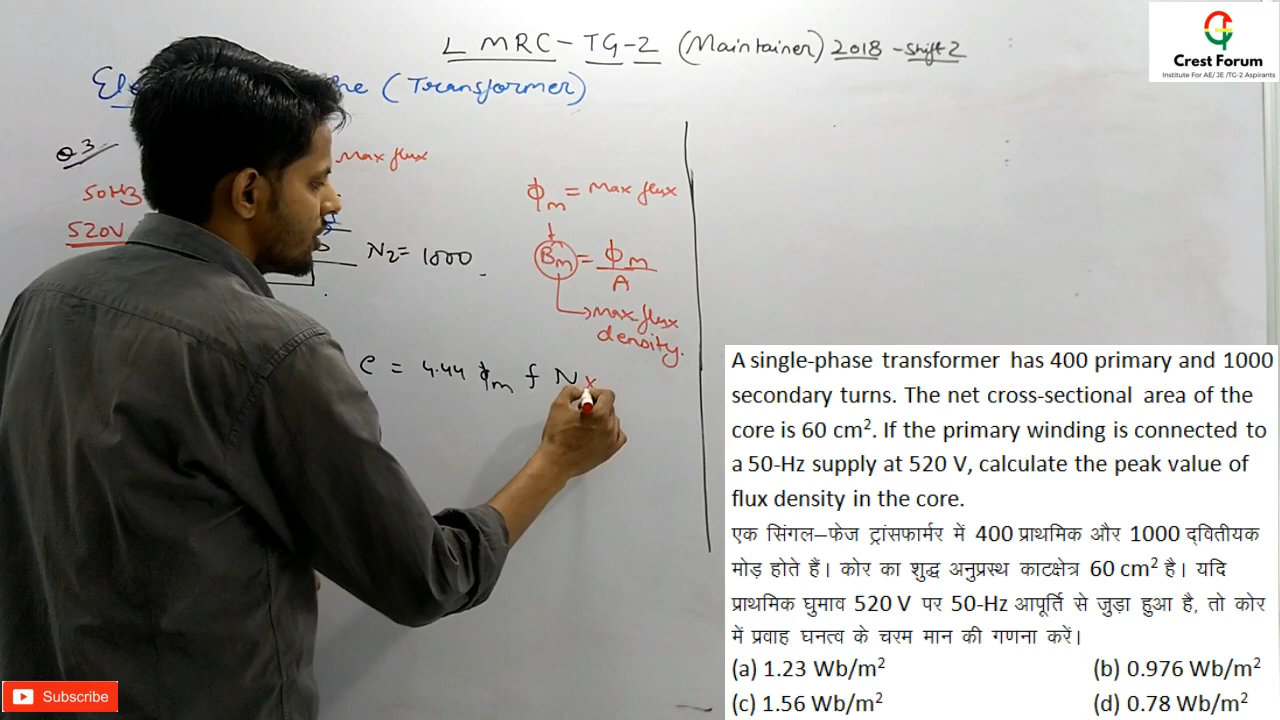 L MRC - TG-2 (Maintainer) 2018 - Shift 2
Crest Forum
Institute For AE/ JE /TG-2 Aspirants
(Transformer)
Q 3
Max flux
50Hz
520V
N2 = 1000
ϕm = Max flux
Bm = ϕm / A
Max flux density.
e = 4.44 ϕm f N x
A single-phase transformer has 400 primary and 1000
secondary turns. The net cross-sectional area of the
core is 60 cm². If the primary winding is connected to
a 50-Hz supply at 520 V, calculate the peak value of
flux density in the core.
एक सिंगल–फेज ट्रांसफार्मर में 400 प्राथमिक और 1000 द्वितीयक
मोड़ होते हैं। कोर का शुद्ध अनुप्रस्थ काटक्षेत्र 60 cm² है। यदि
प्राथमिक घुमाव 520 V पर 50-Hz आपूर्ति से जुड़ा हुआ है, तो कोर
में प्रवाह घनत्व के चरम मान की गणना करें।
(a) 1.23 Wb/m² (b) 0.976 Wb/m²
(c) 1.56 Wb/m² (d) 0.78 Wb/m²
Subscribe